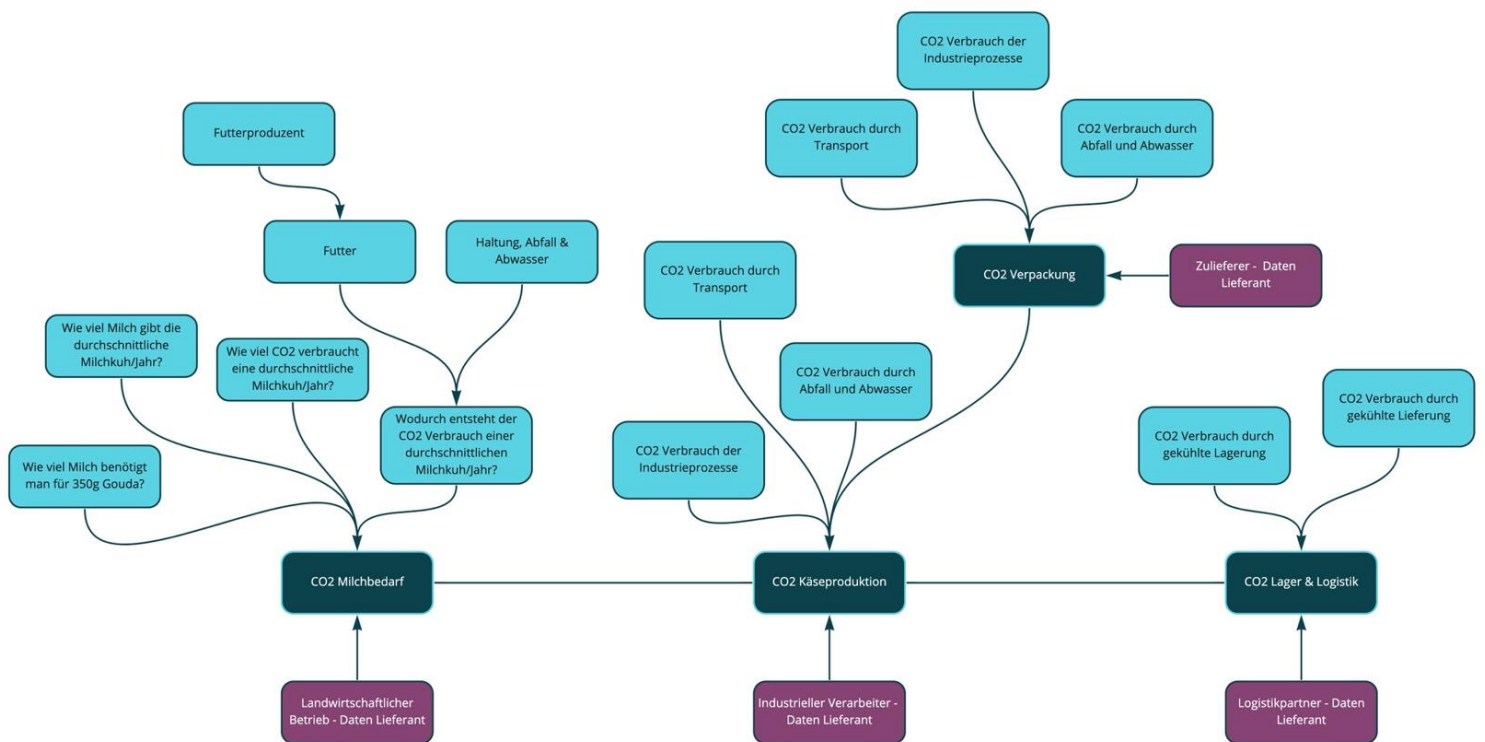 CO2 Verbrauch der
Industrieprozesse
Futterproduzent
CO2 Verbrauch durch
Transport
CO2 Verbrauch durch
Abfall und Abwasser
Futter
Haltung, Abfall &
Abwasser
CO2 Verbrauch durch
Transport
CO2 Verpackung
Zulieferer - Daten
Lieferant
Wie viel Milch gibt die
durchschnittliche
Milchkuh/Jahr?
Wie viel CO2 verbraucht
eine durchschnittliche
Milchkuh/Jahr?
CO2 Verbrauch durch
Abfall und Abwasser
CO2 Verbrauch durch
gekühlte Lieferung
Wodurch entsteht der
CO2 Verbrauch einer
durchschnittlichen
Milchkuh/Jahr?
Wie viel Milch benötigt
man für 350g Gouda?
CO2 Verbrauch der
Industrieprozesse
CO2 Verbrauch durch
gekühlte Lagerung
CO2 Milchbedarf
CO2 Käseproduktion
CO2 Lager & Logistik
Landwirtschaftlicher
Betrieb - Daten Lieferant
Industrieller Verarbeiter -
Daten Lieferant
Logistikpartner - Daten
Lieferant